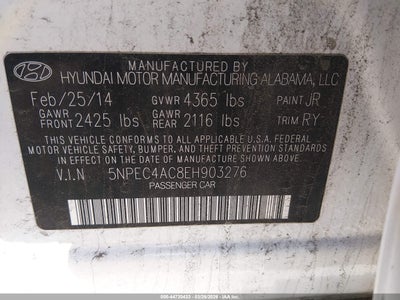 HYUNDAI MOTOR MANUFACTURING ALABAMA, LLC
Feb/25/14 GVWR 4365 lbs PAINT JR
GAWR FRONT 2425 lbs GAWR REAR 2116 lbs TRIM RY
THIS VEHICLE CONFORMS TO ALL APPLICABLE U.S.A FEDERAL
MOTOR VEHICLE SAFETY, BUMPER, AND THEFT PREVENTION
STANDARDS IN EFFECT ON THE DATE OF MANUFACTURE SHOWN ABOVE.
V.I.N 5NPEC4AC8EH903276
PASSENGER CAR